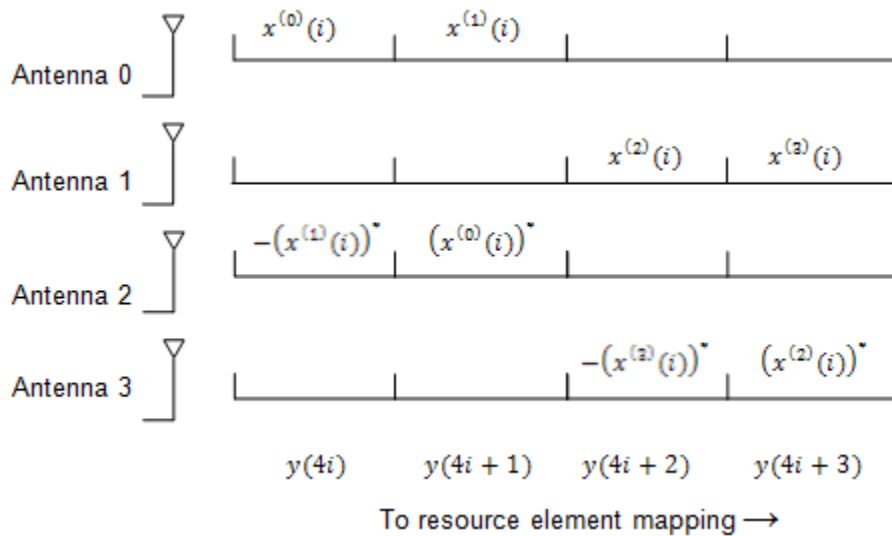 x⁽⁰⁾(i) x⁽¹⁾(i)
Antenna 0
x⁽²⁾(i) x⁽³⁾(i)
Antenna 1
−(x⁽¹⁾(i))* (x⁽⁰⁾(i))*
Antenna 2
−(x⁽³⁾(i))* (x⁽²⁾(i))*
Antenna 3
y(4i) y(4i + 1) y(4i + 2) y(4i + 3)
To resource element mapping →